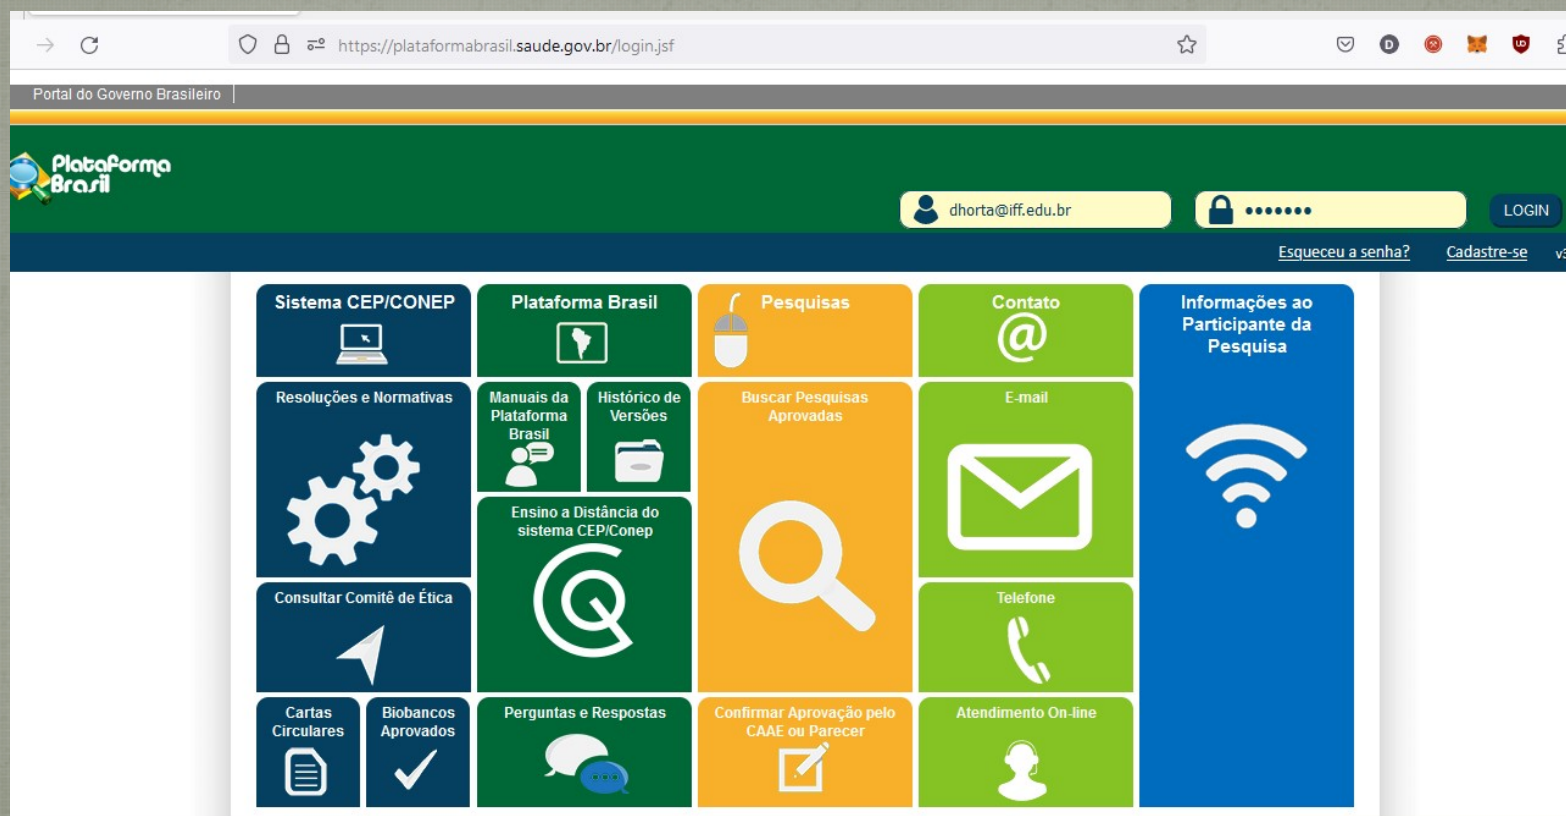 https://plataformabrasil.saude.gov.br/login.jsf
Portal do Governo Brasileiro
Plataforma
Brasil
dhorta@iff.edu.br
•••••••
LOGIN
Esqueceu a senha?
Cadastre-se
Sistema CEP/CONEP
Resoluções e Normativas
Consultar Comitê de Ética
Cartas
Circulares
Biobancos
Aprovados
Plataforma Brasil
Manuais da
Plataforma
Brasil
Histórico de
Versões
Ensino a Distância do
sistema CEP/Conep
Perguntas e Respostas
Pesquisas
Buscar Pesquisas
Aprovadas
Confirmar Aprovação pelo
CAAE ou Parecer
Contato
@
E-mail
Telefone
Atendimento On-line
Informações ao
Participante da
Pesquisa